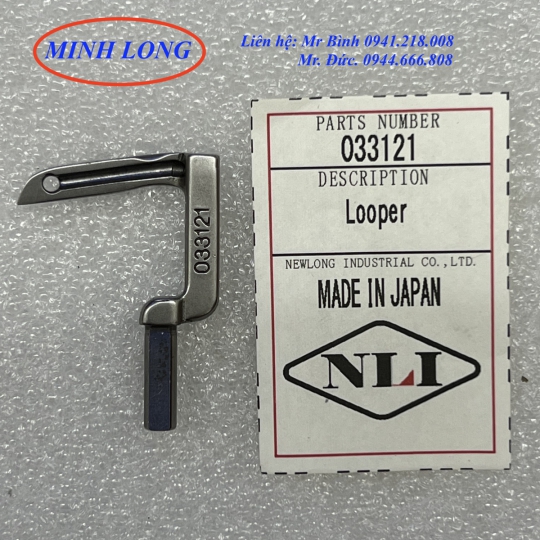 MINH LONG
Liên hệ: Mr Bình 0941.218.008
Mr. Đức. 0944.666.808
033121
PARTS NUMBER
033121
DESCRIPTION
Looper
NEWLONG INDUSTRIAL CO.,LTD.
MADE IN JAPAN
NLI